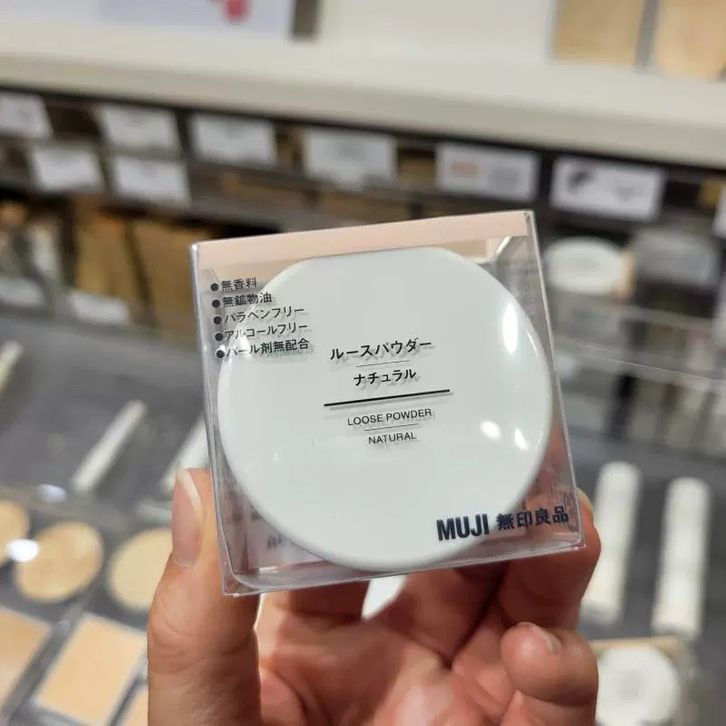 ●無香料
●無鉱物油
●パラベンフリー
●アルコールフリー
●パール剤無配合
ルースパウダー
ナチュラル
LOOSE POWDER
NATURAL
MUJI 無印良品